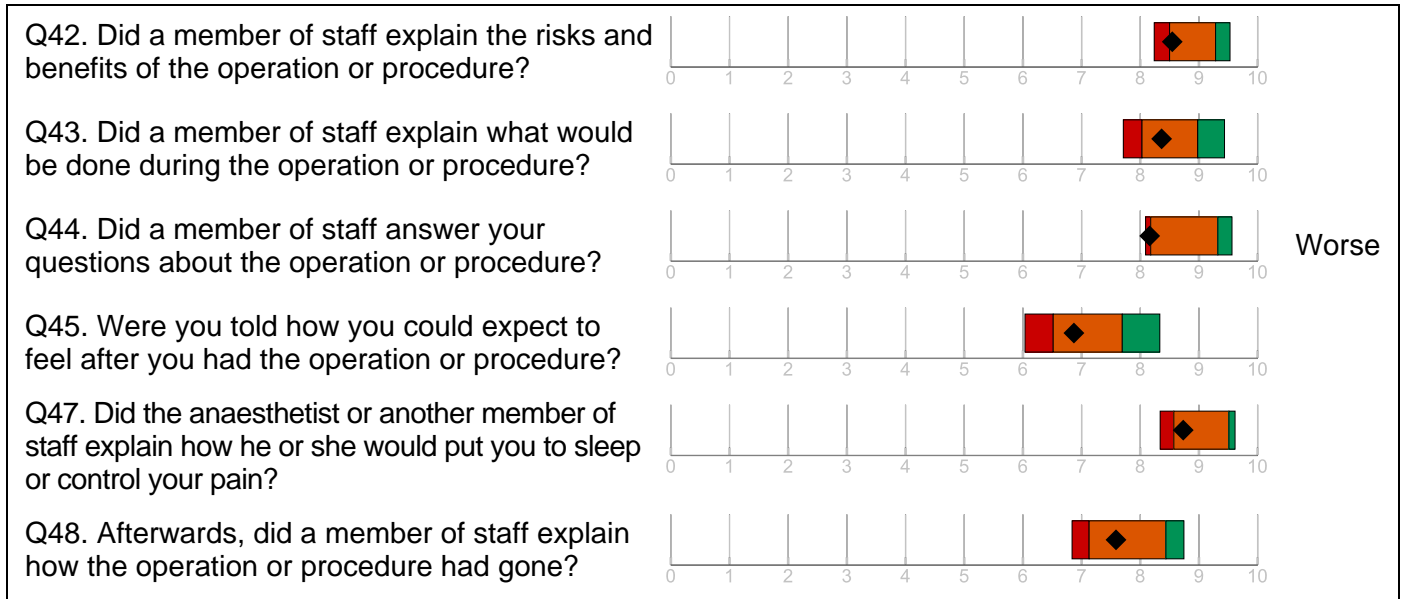 Q42. Did a member of staff explain the risks and
benefits of the operation or procedure?
0 1 2 3 4 5 6 7 8 9 10
Q43. Did a member of staff explain what would
be done during the operation or procedure?
0 1 2 3 4 5 6 7 8 9 10
Q44. Did a member of staff answer your
questions about the operation or procedure?
0 1 2 3 4 5 6 7 8 9 10
Worse
Q45. Were you told how you could expect to
feel after you had the operation or procedure?
0 1 2 3 4 5 6 7 8 9 10
Q47. Did the anaesthetist or another member of
staff explain how he or she would put you to sleep
or control your pain?
0 1 2 3 4 5 6 7 8 9 10
Q48. Afterwards, did a member of staff explain
how the operation or procedure had gone?
0 1 2 3 4 5 6 7 8 9 10